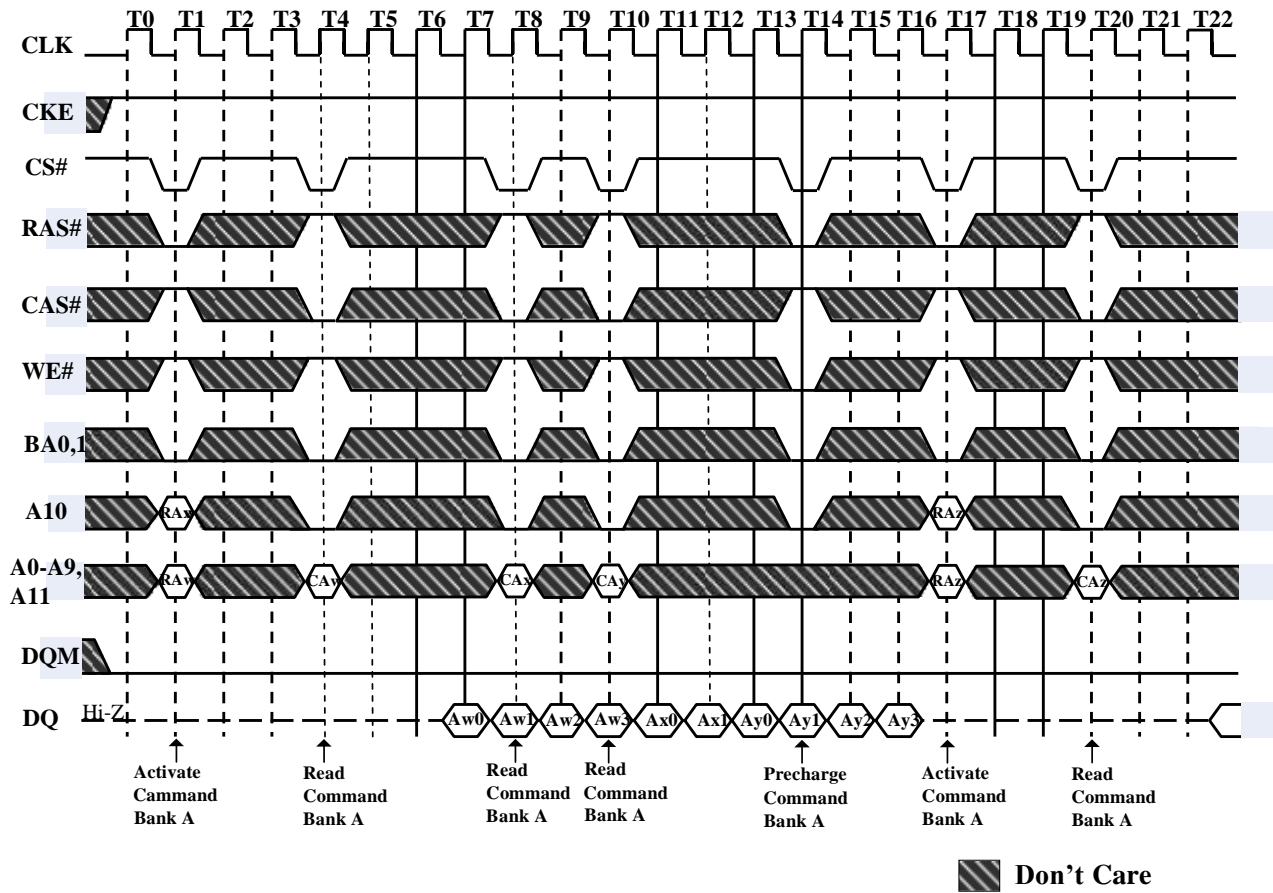 T0 T1 T2 T3 T4 T5 T6 T7 T8 T9 T10 T11 T12 T13 T14 T15 T16 T17 T18 T19 T20 T21 T22
CLK
CKE
CS#
RAS#
CAS#
WE#
BA0,1
A10 RAx RAz
A0-A9,
A11
RAw CAw CAx CAy RAz CAz
DQM
DQ Hi-Z Aw0 Aw1 Aw2 Aw3 Ax0 Ax1 Ay0 Ay1 Ay2 Ay3
Activate
Cammand
Bank A
Read
Command
Bank A
Read
Command
Bank A
Read
Command
Bank A
Precharge
Command
Bank A
Activate
Command
Bank A
Read
Command
Bank A
Don't Care